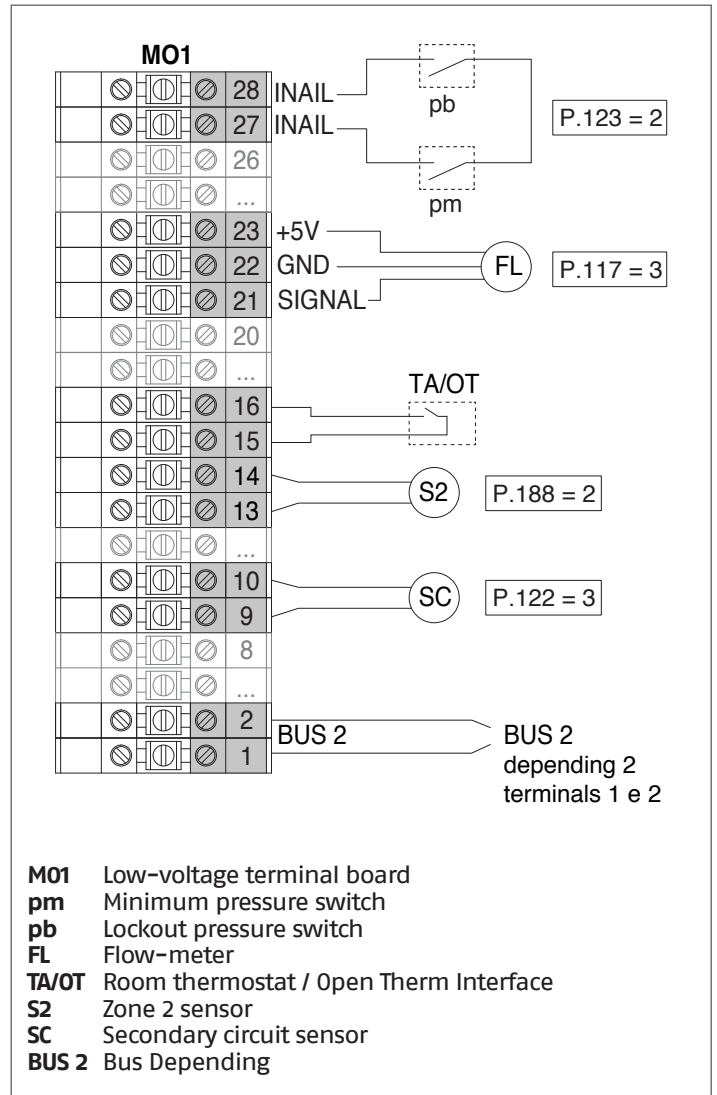 MO1
28 INAIL
pb
27 INAIL
P.123 = 2
26
pm
...
23 +5V
22 GND
FL
P.117 = 3
21 SIGNAL
20
...
TA/OT
16
15
14
S2
P.188 = 2
13
...
10
SC
P.122 = 3
9
8
...
2
BUS 2
BUS 2
1
depending 2
terminals 1 e 2
M01 Low-voltage terminal board
pm Minimum pressure switch
pb Lockout pressure switch
FL Flow-meter
TA/OT Room thermostat / Open Therm Interface
S2 Zone 2 sensor
SC Secondary circuit sensor
BUS 2 Bus Depending